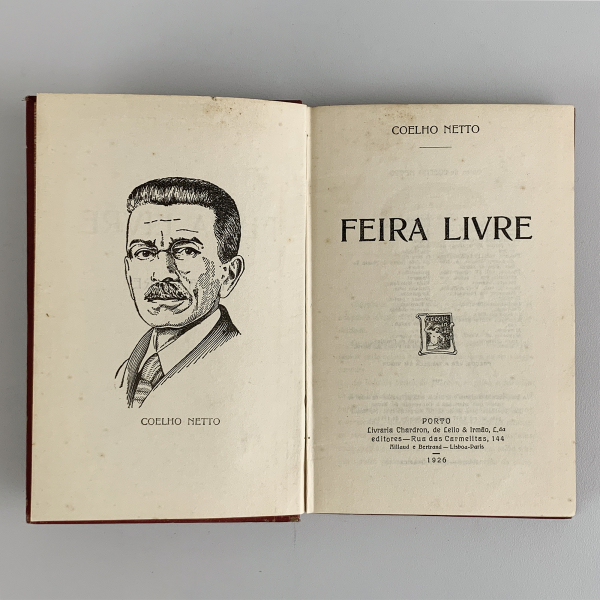 COELHO NETTO
COELHO NETTO
FEIRA LIVRE
PORTO
Livraria Chardron, de Lello & Irmão, L.da
editores—Rua das Carmelitas, 144
Aillaud e Bertrand—Lisboa-Paris
1926